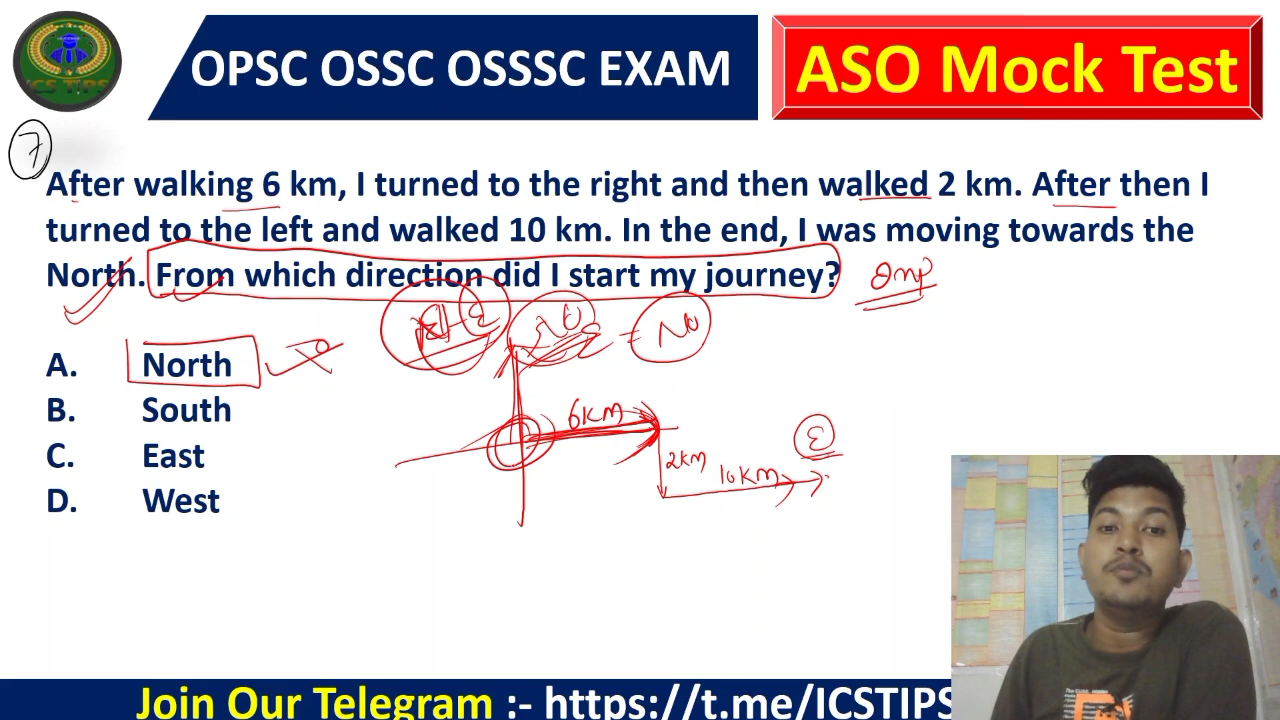 OPSC OSSC OSSSC EXAM
ASO Mock Test
ICS TIPS
7
After walking 6 km, I turned to the right and then walked 2 km. After then I
turned to the left and walked 10 km. In the end, I was moving towards the
North. From which direction did I start my journey?
A. North
B. South
C. East
D. West
6KM
2KM
10KM
E
Join Our Telegram :- https://t.me/ICSTIPS